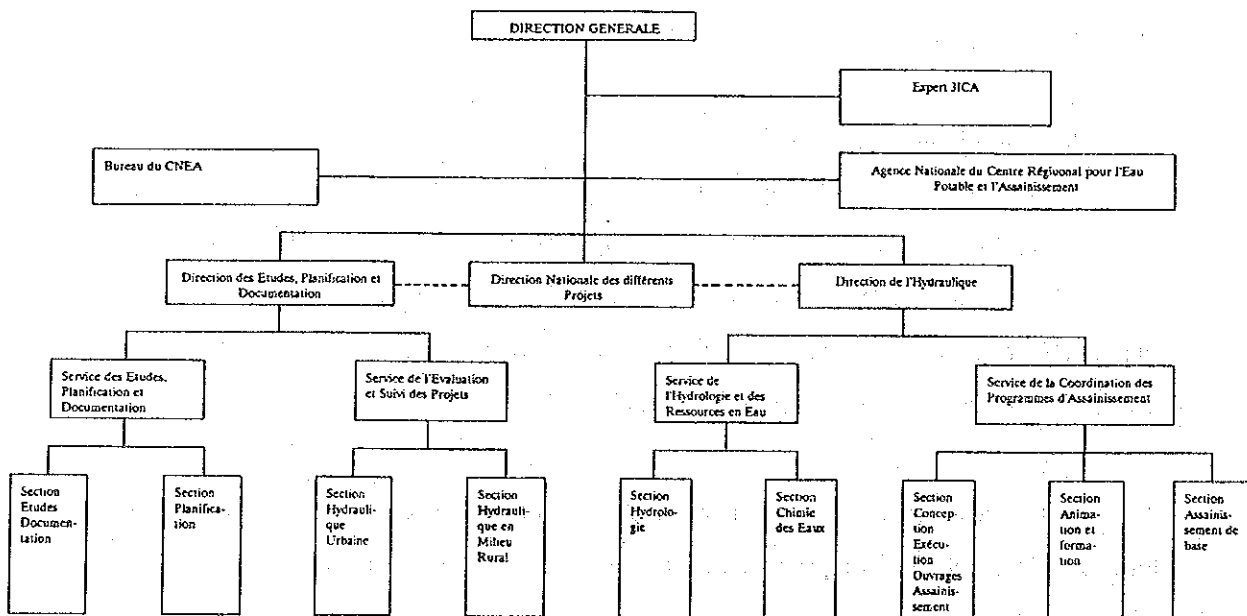 DIRECTION GENERALE
Expert JICA
Bureau du CNEA
Agence Nationale du Centre Régiuonal pour l'Eau
Potable et l'Assainissement
Direction des Etudes, Planification et
Documentation
Direction Nationale des différents
Projets
Direction de l'Hydraulique
Service des Etudes,
Planification et
Documentation
Service de l'Evaluation
et Suivi des Projets
Service de
l'Hydrologie et des
Ressources en Eau
Service de la Coordination des
Programmes d'Assainissement
Section
Etudes
Documen-
tation
Section
Planifica-
tion
Section
Hydrauli-
que
Urbaine
Section
Hydrauli-
que en
Milieu
Rural
Section
Hydrolo-
gie
Section
Chimie
des Eaux
Section
Concep-
tion
Exécu-
tion
Ouvrages
Assainis-
sement
Section
Anima-
tion et
forma-
tion
Section
Assainis-
sement de
base